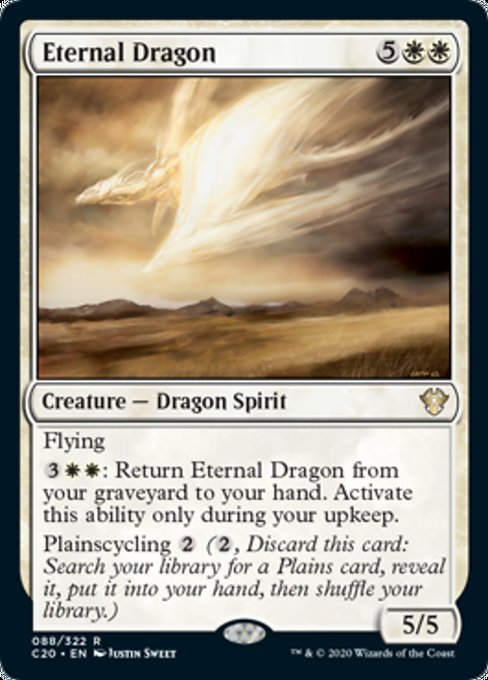 Eternal Dragon 5
Creature — Dragon Spirit
Flying
3: Return Eternal Dragon from
your graveyard to your hand. Activate
this ability only during your upkeep.
Plainscycling 2 (2, Discard this card:
Search your library for a Plains card, reveal
it, put it into your hand, then shuffle your
library.)
5/5
088/322 R
C20 • EN Justin Sweet
™ & © 2020 Wizards of the Coast